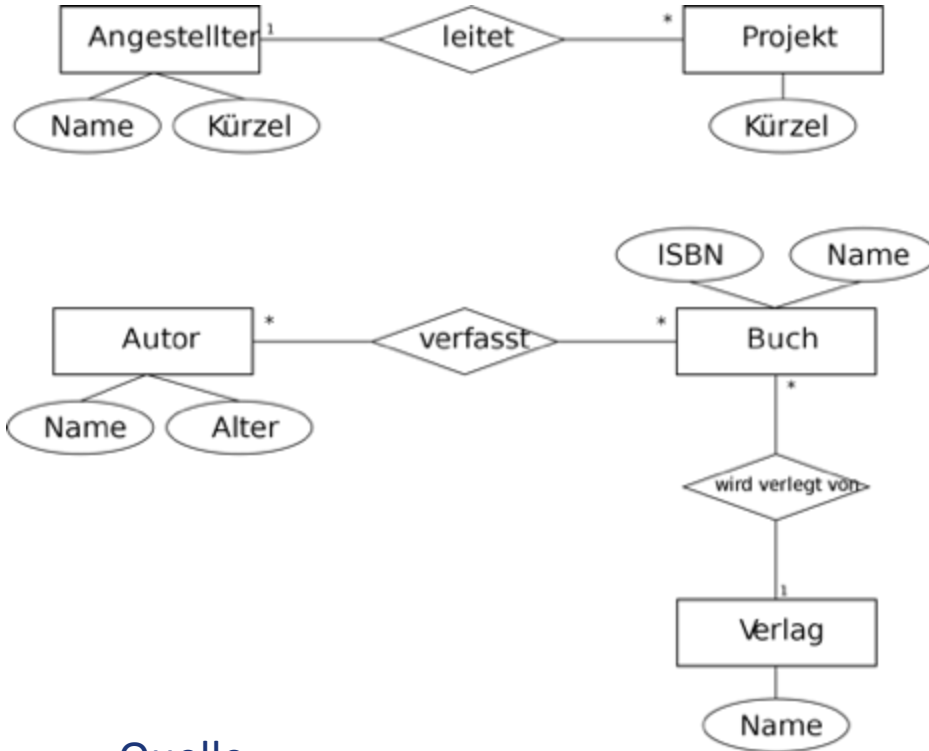 Angestellter 1 leitet * Projekt
Name Kürzel Kürzel
ISBN Name
Autor * verfasst * Buch
Name Alter *
wird verlegt von
1
Verlag
Name